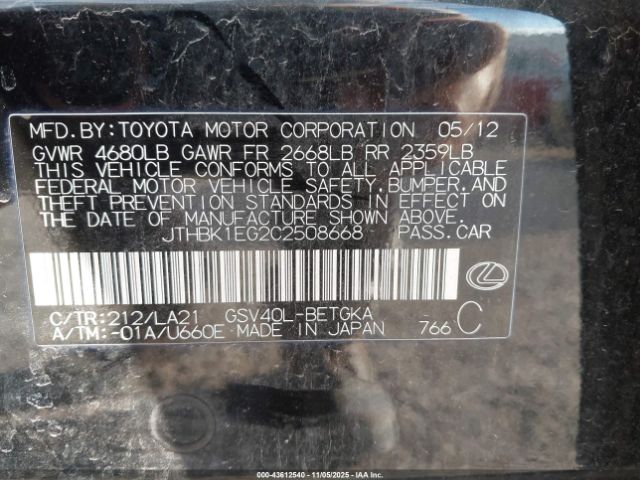 MFD.BY:TOYOTA MOTOR CORPORATION 05/12
GVWR 4680LB GAWR FR 2668LB RR 2359LB
THIS VEHICLE CONFORMS TO ALL APPLICABLE
FEDERAL MOTOR VEHICLE SAFETY,BUMPER,AND
THEFT PREVENTION STANDARDS IN EFFECT ON
THE DATE OF MANUFACTURE SHOWN ABOVE.
JTHBK1EG2C2508668 PASS.CAR
C/TR:212/LA21 GSV40L-BETGKA
A/TM:-01A/U660E MADE IN JAPAN 766 C
000-43612540 - 11/05/2025 - IAA Inc.